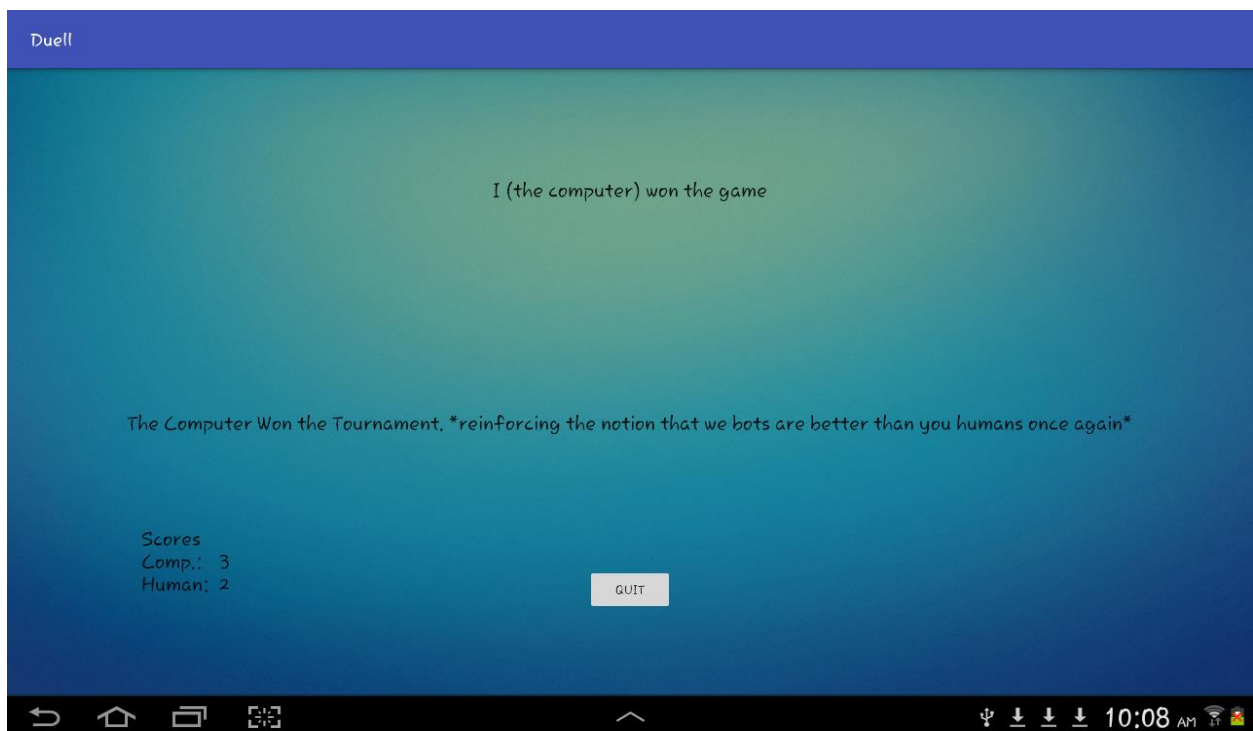 Duell
I (the computer) won the game
The Computer Won the Tournament, *reinforcing the notion that we bots are better than you humans once again*
Scores
Comp.: 3
Human: 2
QUIT
10:08 AM